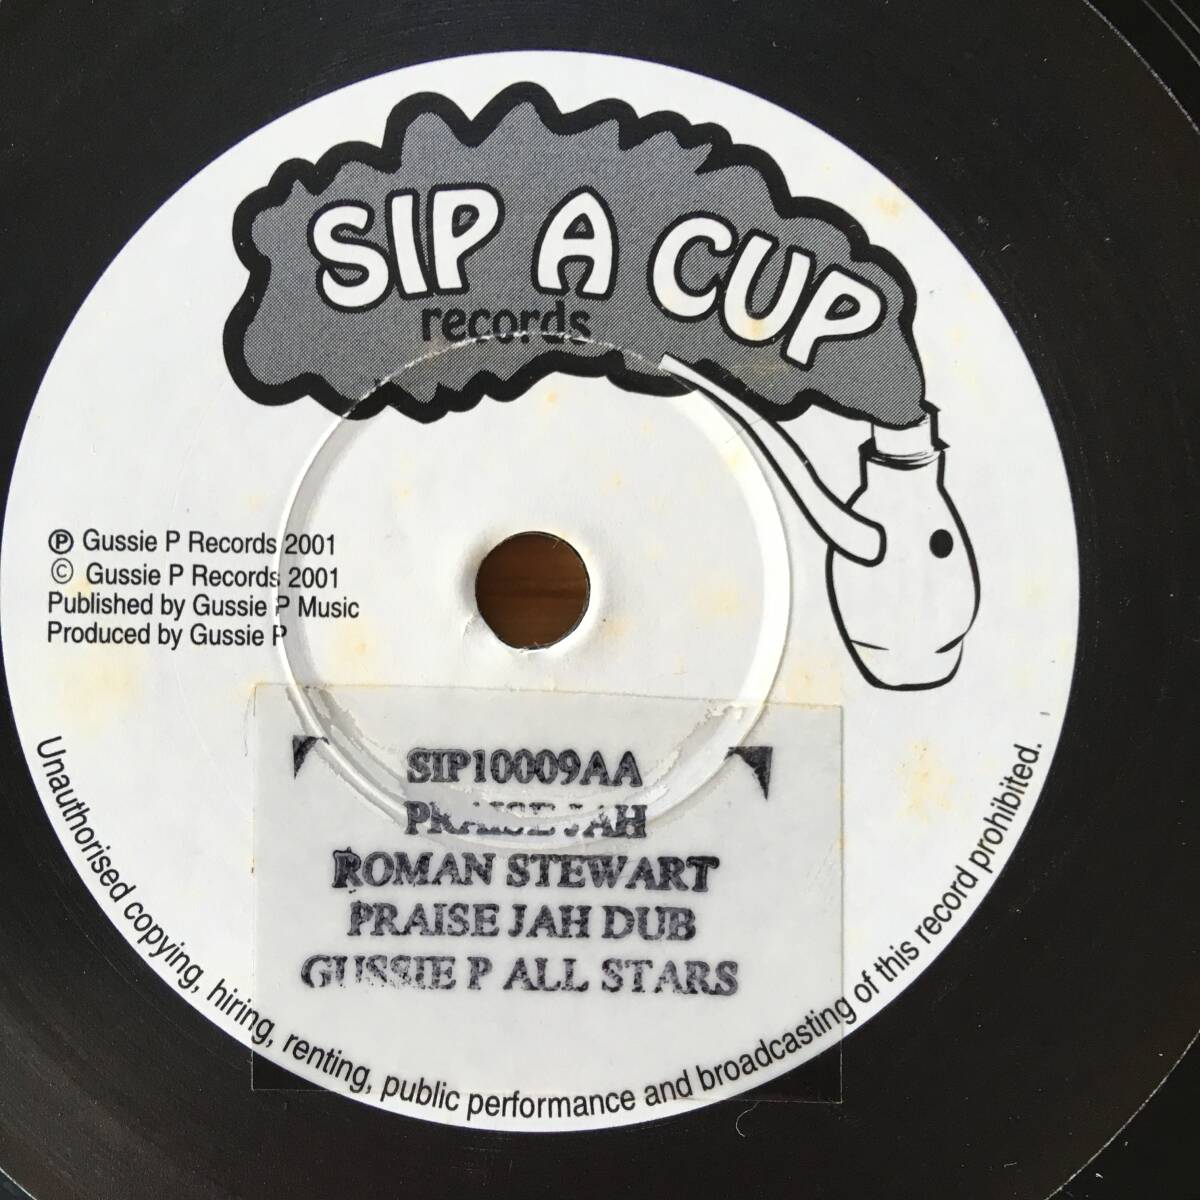 SIP A CUP
records
℗ Gussie P Records 2001
© Gussie P Records 2001
Published by Gussie P Music
Produced by Gussie P
SIP10009AA
PRAISE JAH
ROMAN STEWART
PRAISE JAH DUB
GUSSIE P ALL STARS
Unauthorised copying, hiring, renting, public performance and broadcasting of this record prohibited.